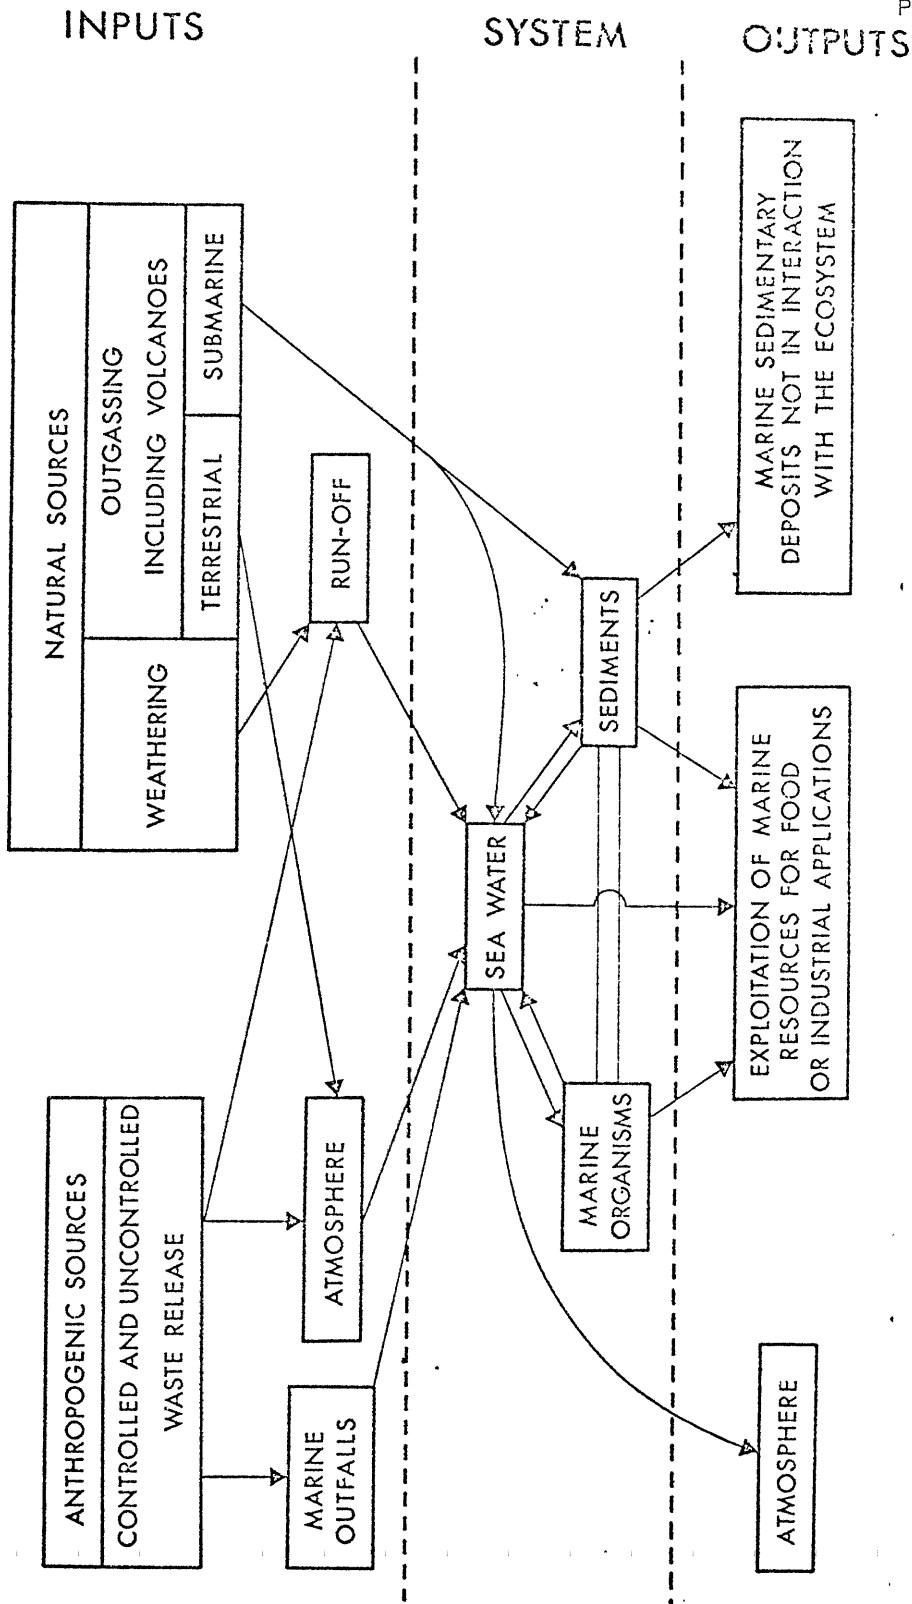 INPUTS
SYSTEM
OUTPUTS
P
NATURAL SOURCES
WEATHERING
OUTGASSING
INCLUDING VOLCANOES
TERRESTRIAL
SUBMARINE
RUN-OFF
ANTHROPOGENIC SOURCES
CONTROLLED AND UNCONTROLLED
WASTE RELEASE
ATMOSPHERE
MARINE
OUTFALLS
SEA WATER
SEDIMENTS
MARINE
ORGANISMS
MARINE SEDIMENTARY
DEPOSITS NOT IN INTERACTION
WITH THE ECOSYSTEM
EXPLOITATION OF MARINE
RESOURCES FOR FOOD
OR INDUSTRIAL APPLICATIONS
ATMOSPHERE